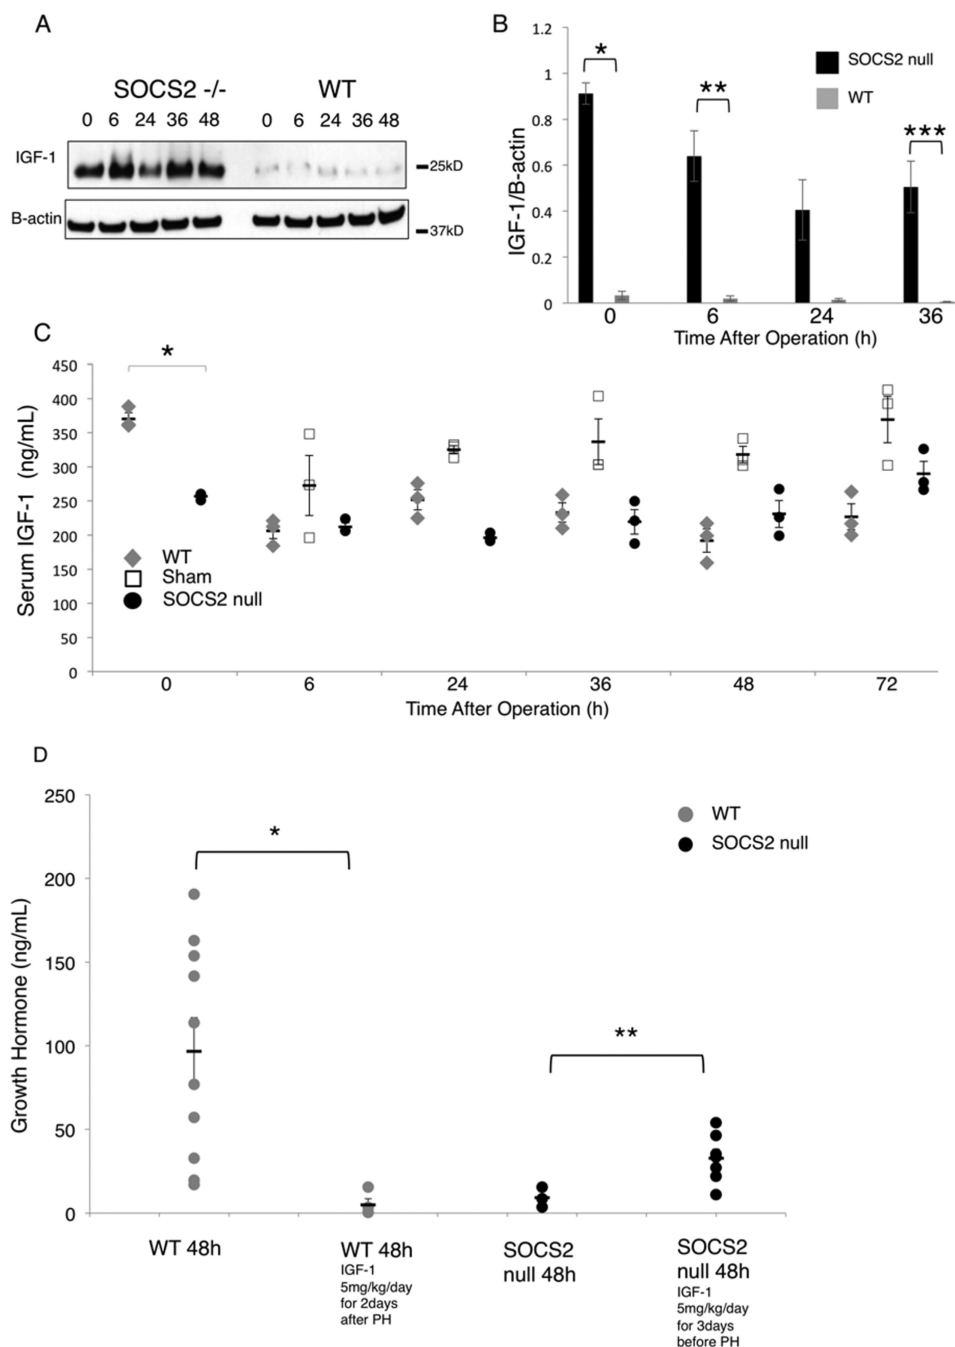 A
SOCS2 -/- WT
0 6 24 36 48 0 6 24 36 48
IGF-1
25kD
B-actin
37kD
B
1.2
1
0.8
0.6
0.4
0.2
0
IGF-1/B-actin
* ** ***
SOCS2 null
WT
0 6 24 36
Time After Operation (h)
C
450
400
350
300
250
200
150
100
50
0
Serum IGF-1 (ng/mL)
*
WT
Sham
SOCS2 null
0 6 24 36 48 72
Time After Operation (h)
D
250
200
150
100
50
0
Growth Hormone (ng/mL)
*
**
WT
SOCS2 null
WT 48h
WT 48h
IGF-1
5mg/kg/day
for 2days
after PH
SOCS2
null 48h
SOCS2
null 48h
IGF-1
5mg/kg/day
for 3days
before PH